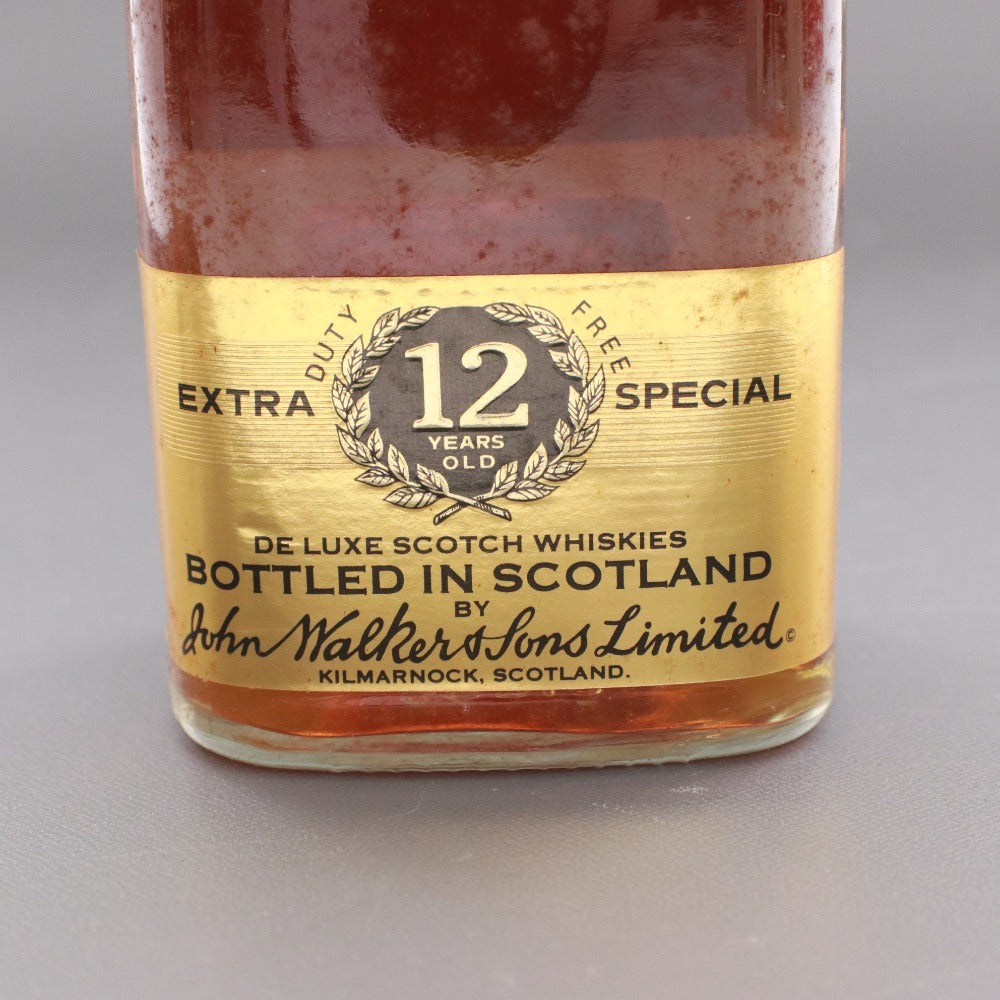 DUTY FREE
EXTRA 12 SPECIAL
YEARS
OLD
DE LUXE SCOTCH WHISKIES
BOTTLED IN SCOTLAND
BY
John Walker & Sons Limited ©
KILMARNOCK, SCOTLAND.